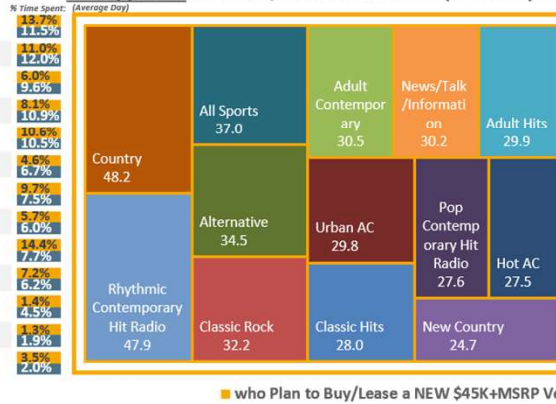 % Time Spent: (Average Day)
13.7%
11.5%
11.0%
12.0%
6.0%
9.6%
8.1%
10.9%
10.6%
10.5%
4.6%
6.7%
9.7%
7.5%
5.7%
6.0%
14.4%
7.7%
7.2%
6.2%
1.4%
4.5%
1.3%
1.9%
3.5%
2.0%
Country
48.2
Rhythmic
Contemporary
Hit Radio
47.9
All Sports
37.0
Alternative
34.5
Classic Rock
32.2
Adult
Contempor
ary
30.5
News/Talk
/Informati
on
30.2
Adult Hits
29.9
Urban AC
29.8
Classic Hits
28.0
Pop
Contemp
orary Hit
Radio
27.6
Hot AC
27.5
New Country
24.7
who Plan to Buy/Lease a NEW $45K+MSRP Ve